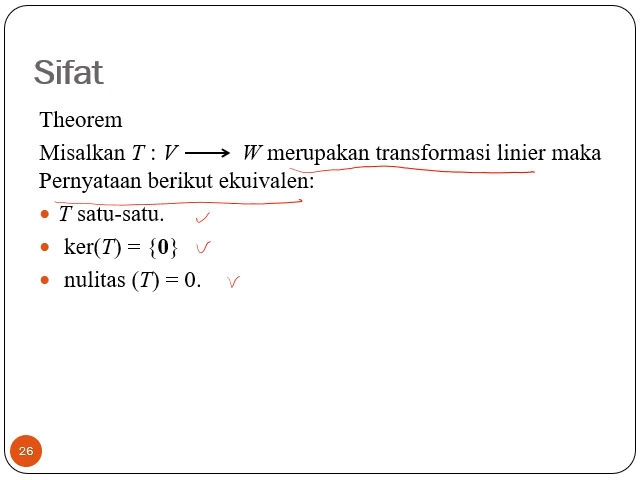 Sifat
Theorem
Misalkan T : V ⟶ W merupakan transformasi linier maka
Pernyataan berikut ekuivalen:
• T satu-satu.
• ker(T) = {0}
• nulitas (T) = 0.
26